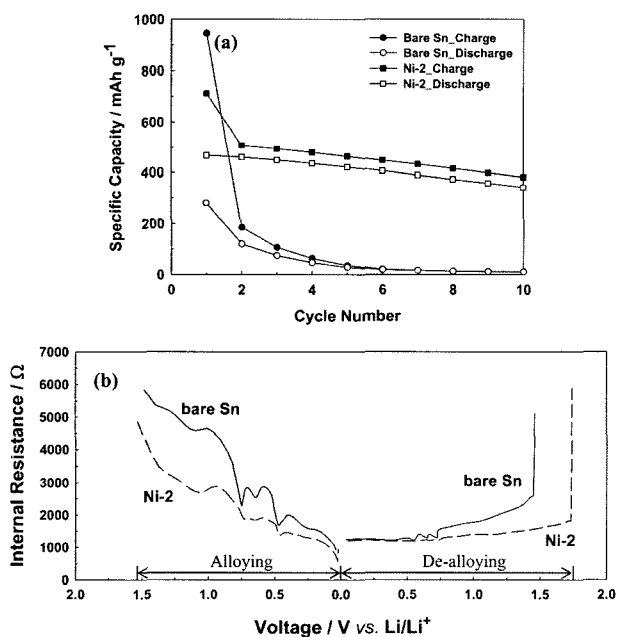 (a)
Bare Sn_Charge
Bare Sn_Discharge
Ni-2_Charge
Ni-2_Discharge
Specific Capacity / mAh g⁻¹
1000
800
600
400
200
0
0 2 4 6 8 10
Cycle Number
(b)
Internal Resistance / Ω
7000
6000
5000
4000
3000
2000
1000
0
bare Sn
Ni-2
bare Sn
Ni-2
Alloying
De-alloying
2.0 1.5 1.0 0.5 0.0 0.5 1.0 1.5 2.0
Voltage / V vs. Li/Li⁺